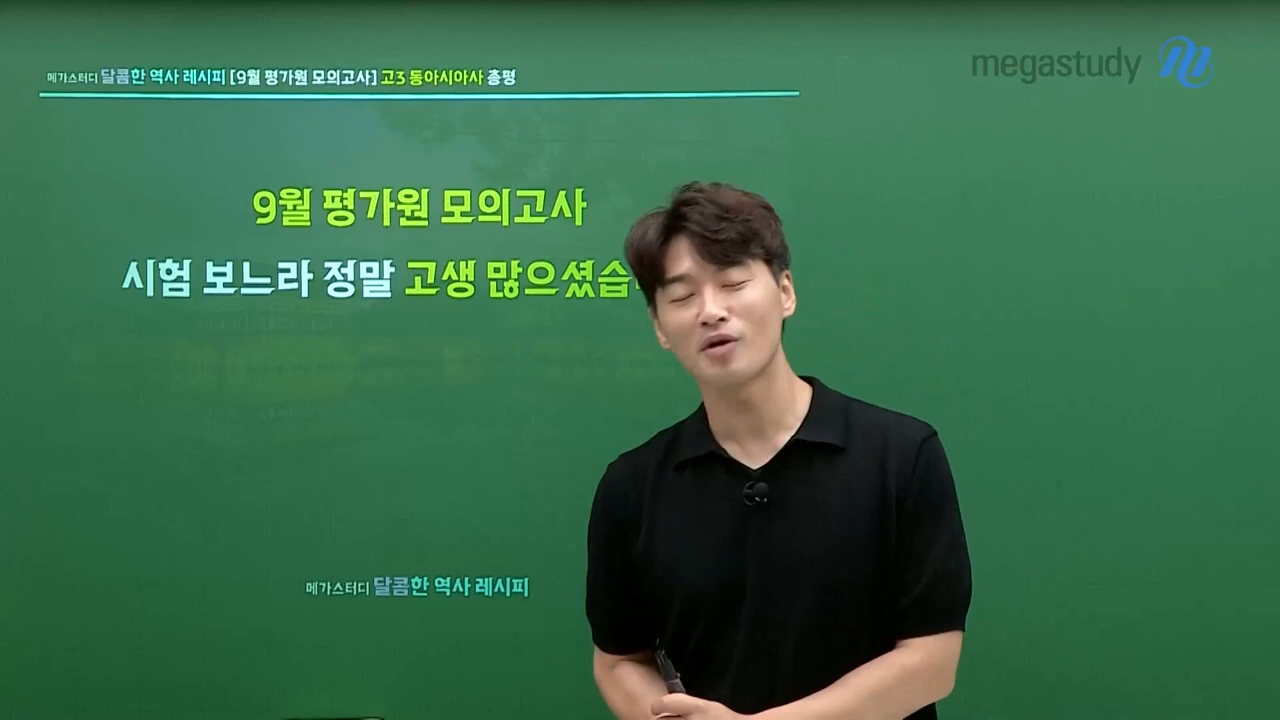 메가스터디 달콤한 역사 레시피 [9월 평가원 모의고사] 고3 동아시아사 총평
megastudy
9월 평가원 모의고사
시험 보느라 정말 고생 많으셨습
메가스터디 달콤한 역사 레시피